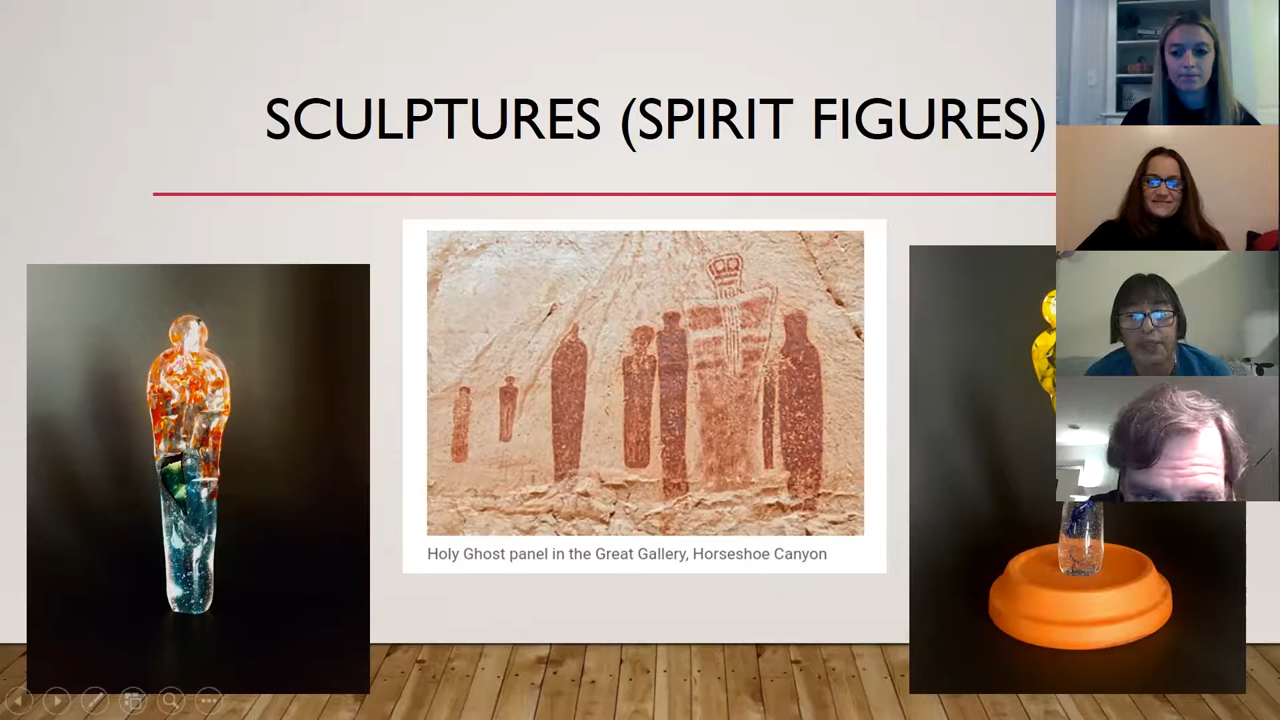 SCULPTURES (SPIRIT FIGURES)
Holy Ghost panel in the Great Gallery, Horseshoe Canyon